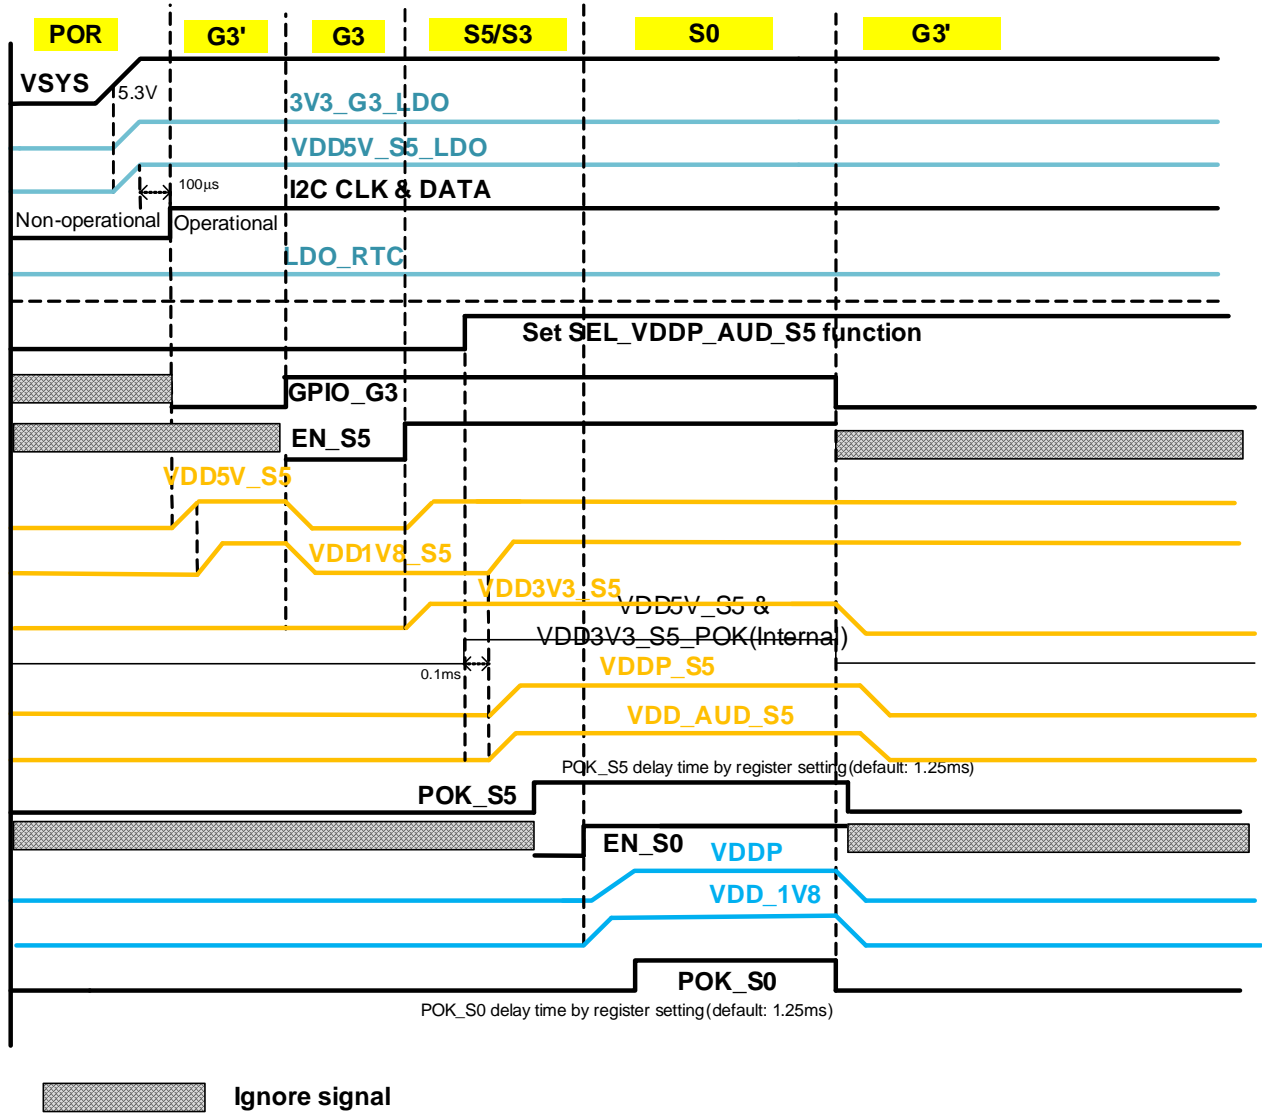 POR G3' G3 S5/S3 S0 G3'
VSYS
5.3V
3V3_G3_LDO
VDD5V_S5_LDO
100µs
I2C CLK & DATA
Non-operational Operational
LDO_RTC
Set SEL_VDDP_AUD_S5 function
GPIO_G3
EN_S5
VDD5V_S5
VDD1V8_S5
VDD3V3_S5
VDD5V_S5 &
VDD3V3_S5_POK(Internal)
0.1ms
VDDP_S5
VDD_AUD_S5
POK_S5 delay time by register setting(default: 1.25ms)
POK_S5
EN_S0
VDDP
VDD_1V8
POK_S0
POK_S0 delay time by register setting(default: 1.25ms)
Ignore signal